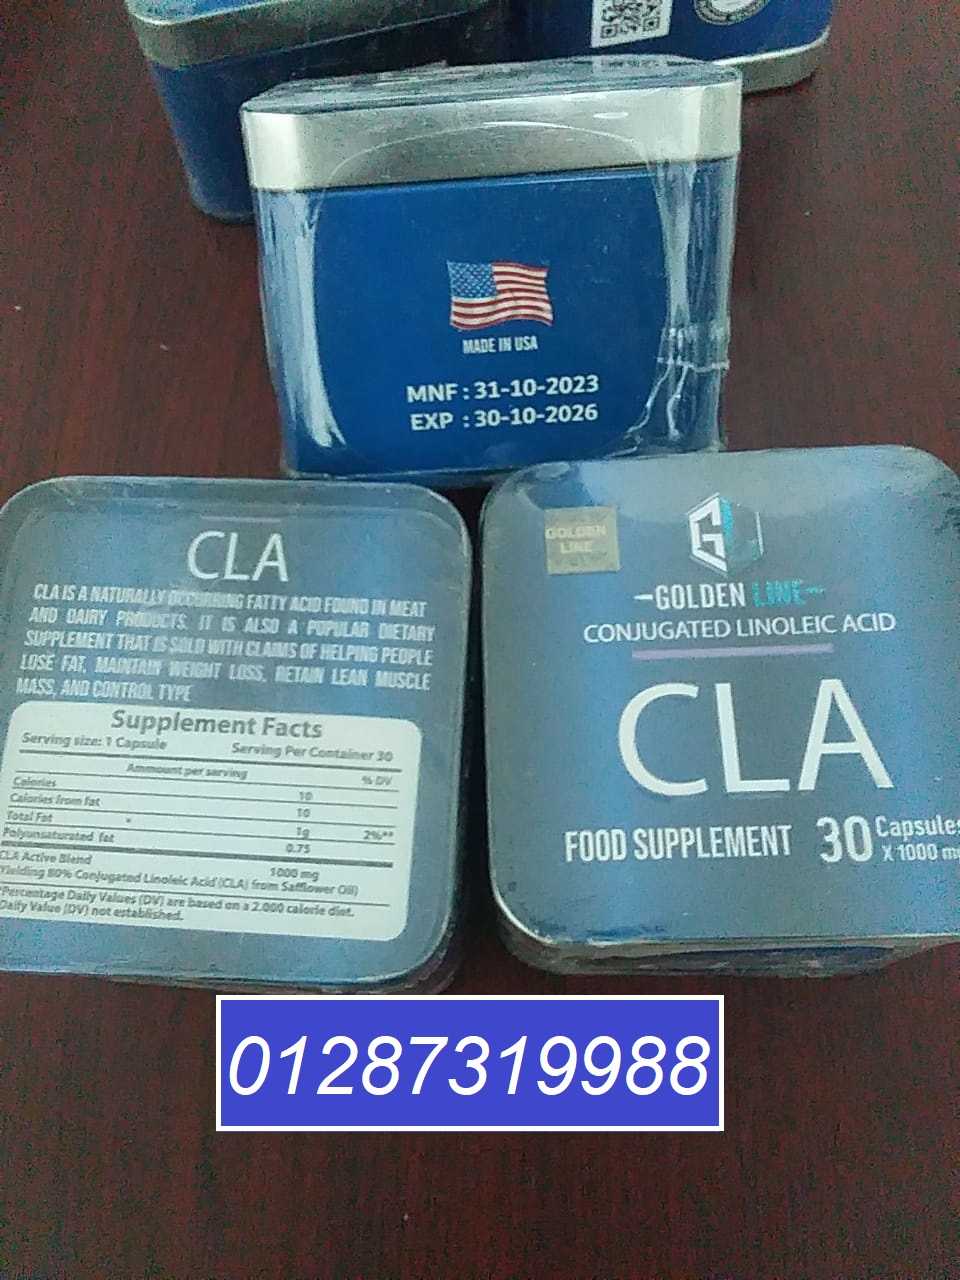 MADE IN USA
MNF : 31-10-2023
EXP : 30-10-2026
CLA
CLA IS A NATURALLY OCCURRING FATTY ACID FOUND IN MEAT
AND DAIRY PRODUCTS. IT IS ALSO A POPULAR DIETARY
SUPPLEMENT THAT IS SOLD WITH CLAIMS OF HELPING PEOPLE
LOSE FAT, MAINTAIN WEIGHT LOSS, RETAIN LEAN MUSCLE
MASS, AND CONTROL TYPE
Supplement Facts
Serving size: 1 Capsule Serving Per Container 30
Ammount per serving % DV
Calories 10
Calories from fat 10
Total Fat 1g 2%**
Polyunsaturated fat 0.75
CLA Active Blend 1000 mg
Yielding 80% Conjugated Linoleic Acid (CLA) from Safflower Oil)
*Percentage Daily Values (DV) are based on a 2.000 calorie diet.
Daily Value (DV) not established.
GOLDEN
LINE
GOLDEN LINE
CONJUGATED LINOLEIC ACID
CLA
FOOD SUPPLEMENT 30 Capsules
X 1000 mg
01287319988